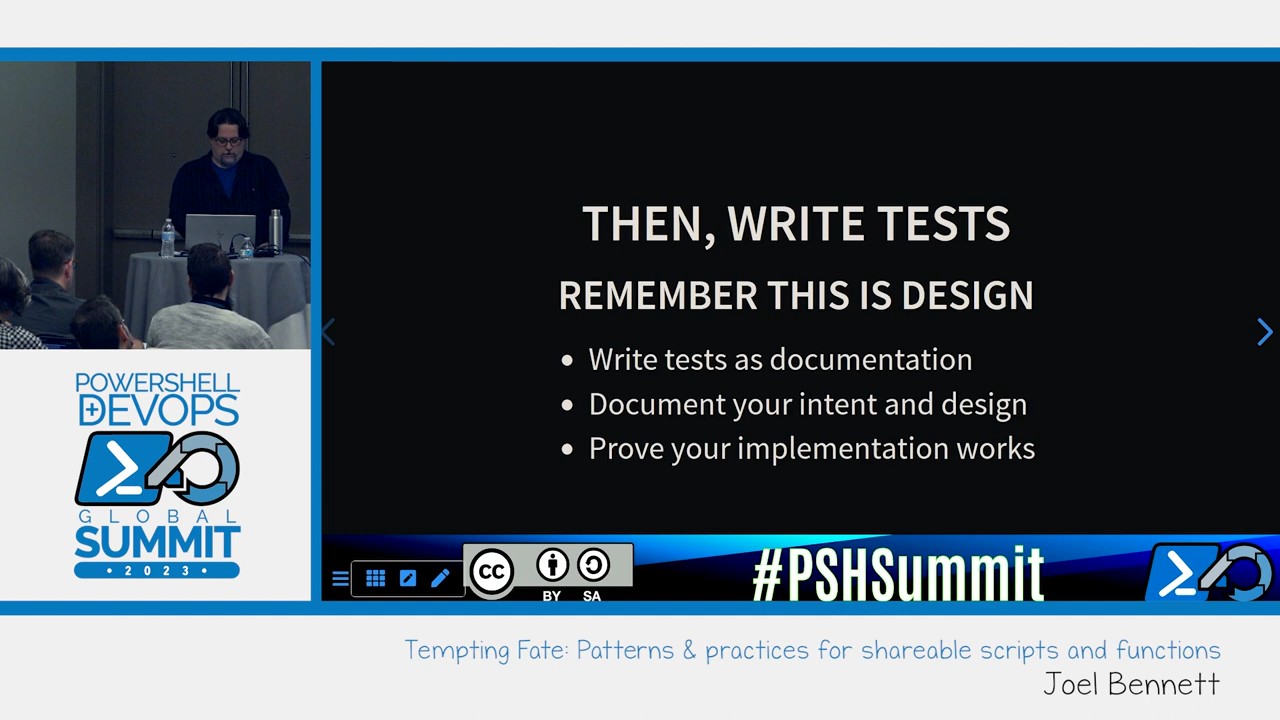 THEN, WRITE TESTS
REMEMBER THIS IS DESIGN
• Write tests as documentation
• Document your intent and design
• Prove your implementation works
POWERSHELL
+DEVOPS
GLOBAL
SUMMIT
• 2023 •
CC
BY SA
#PSHSummit
Tempting Fate: Patterns & practices for shareable scripts and functions
Joel Bennett